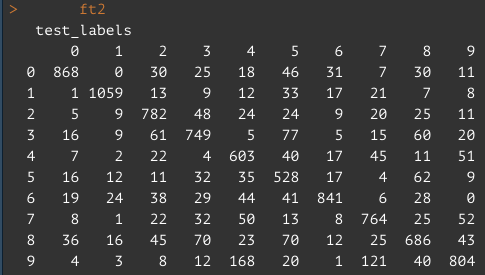 > ft2
test_labels
0 1 2 3 4 5 6 7 8 9
0 868 0 30 25 18 46 31 7 30 11
1 1 1059 13 9 12 33 17 21 7 8
2 5 9 782 48 24 24 9 20 25 11
3 16 9 61 749 5 77 5 15 60 20
4 7 2 22 4 603 40 17 45 11 51
5 16 12 11 32 35 528 17 4 62 9
6 19 24 38 29 44 41 841 6 28 0
7 8 1 22 32 50 13 8 764 25 52
8 36 16 45 70 23 70 12 25 686 43
9 4 3 8 12 168 20 1 121 40 804